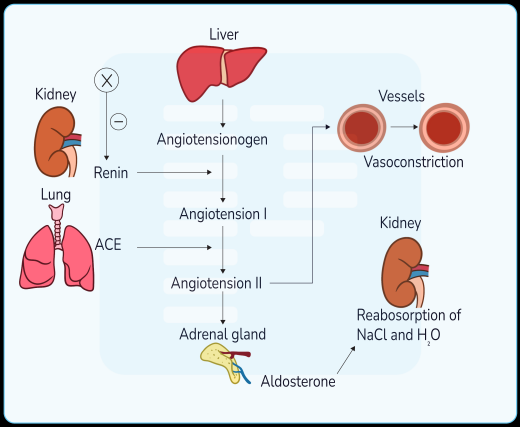 Liver
X
Kidney
−
Vessels
Angiotensionogen
Renin
Vasoconstriction
Lung
Angiotension I
Kidney
ACE
Angiotension II
Reabosorption of
NaCl and H₂O
Adrenal gland
Aldosterone